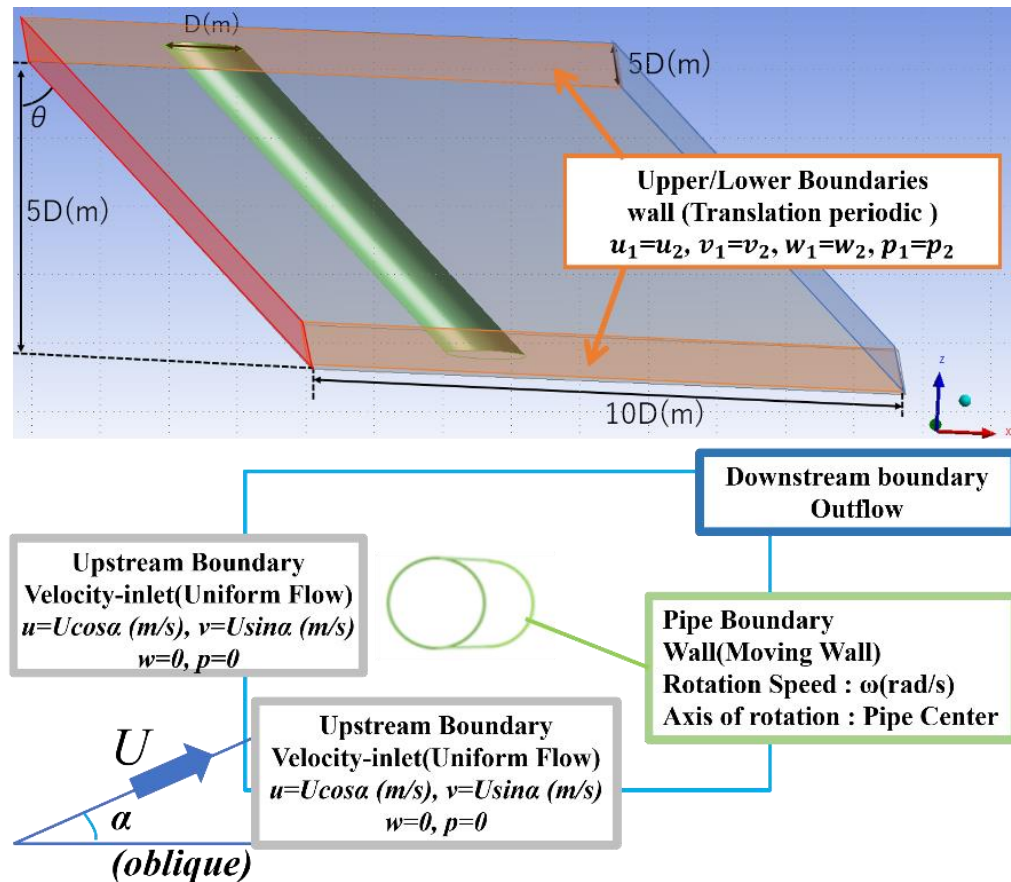 D(m)
5D(m)
θ
5D(m)
Upper/Lower Boundaries
wall (Translation periodic )
u₁=u₂, v₁=v₂, w₁=w₂, p₁=p₂
10D(m)
z
x
Downstream boundary
Outflow
Upstream Boundary
Velocity-inlet(Uniform Flow)
u=Ucosα (m/s), v=Usinα (m/s)
w=0, p=0
Pipe Boundary
Wall(Moving Wall)
Rotation Speed : ω(rad/s)
Axis of rotation : Pipe Center
Upstream Boundary
Velocity-inlet(Uniform Flow)
u=Ucosα (m/s), v=Usinα (m/s)
w=0, p=0
U
α
(oblique)